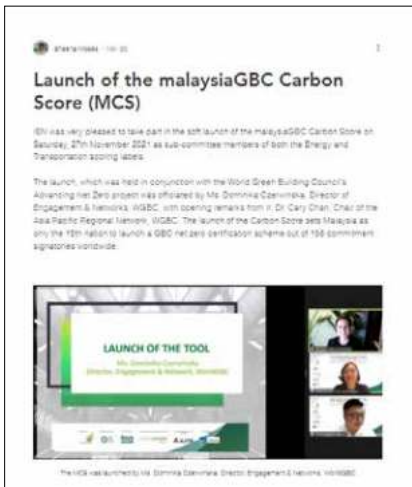 Launch of the malaysiaGBC Carbon
Score (MCS)
IEN was very pleased to take part in the soft launch of the malaysiaGBC Carbon Score on
Saturday, 27th November 2021 as sub-committee members of both the Energy and
Transportation scoring labels.
The launch, which was held in conjunction with the World Green Building Council's
Advancing Net Zero project was officiated by Ms. Dominika Czerwinska, Director of
Engagement & Networks, WGBC, with opening remarks from Ir. Dr. Cary Chan, Chair of the
Asia Pacific Regional Network, WGBC. The launch of the Carbon Score sets Malaysia as
only the nation to launch a GBC net zero certification scheme out of 168 commitment
signatories worldwide.
LAUNCH OF THE TOOL
Ms. Dominika Czerwinska
Director, Engagement & Network, WorldGBC
The MCS was launched by Ms. Dominika Czerwinska, Director, Engagement & Networks, WorldGBC